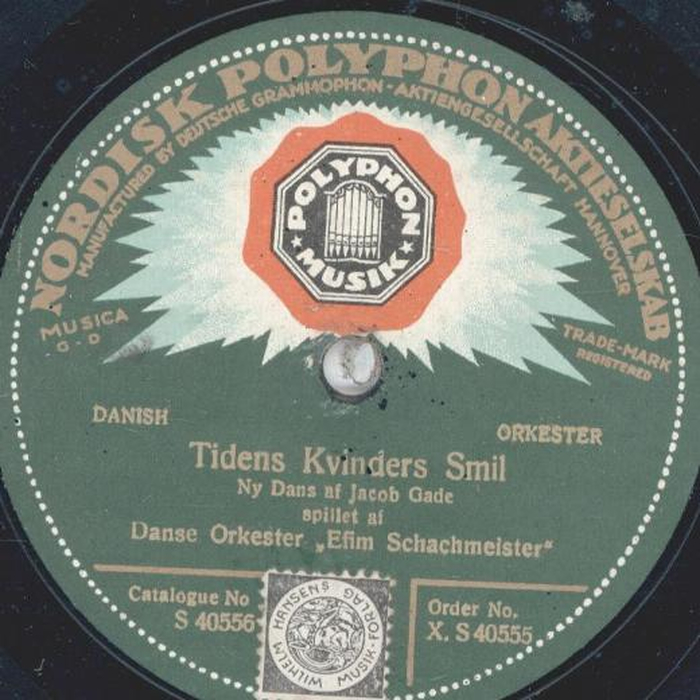 NORDISK POLYPHON AKTIESELSKAB
MANUFACTURED BY DEUTSCHE GRAMMOPHON-AKTIENGESELLSCHAFT HANNOVER
POLYPHON
MUSIK
MUSICA
G-D
TRADE-MARK
REGISTERED
DANISH
ORKESTER
Tidens Kvinders Smil
Ny Dans af Jacob Gade
spillet af
Danse Orkester „Efim Schachmeister“
Catalogue No
S 40556
Order No.
X. S 40555
WILHELM HANSENS
MUSIK-FORLAG